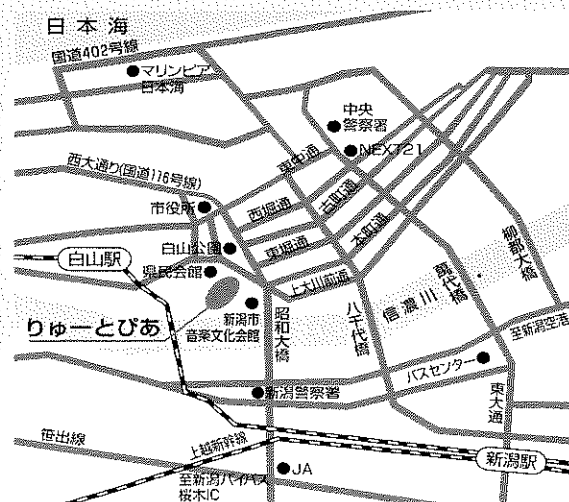 日本海
国道402号線
マリンピア
日本海
中央
警察署
NEXT21
東中通
西大通り(国道116号線)
市役所
西堀通
古町通
東堀通
本町通
白山公園
白山駅
県民会館
上大川前通
りゅーとぴあ
新潟市
音楽文化会館
昭和大橋
八千代橋
信濃川
萬代橋
柳都大橋
至新潟空港
バスセンター
東大通
新潟警察署
笹出線
上越新幹線
新潟駅
至新潟バイパス
桜木IC
JA